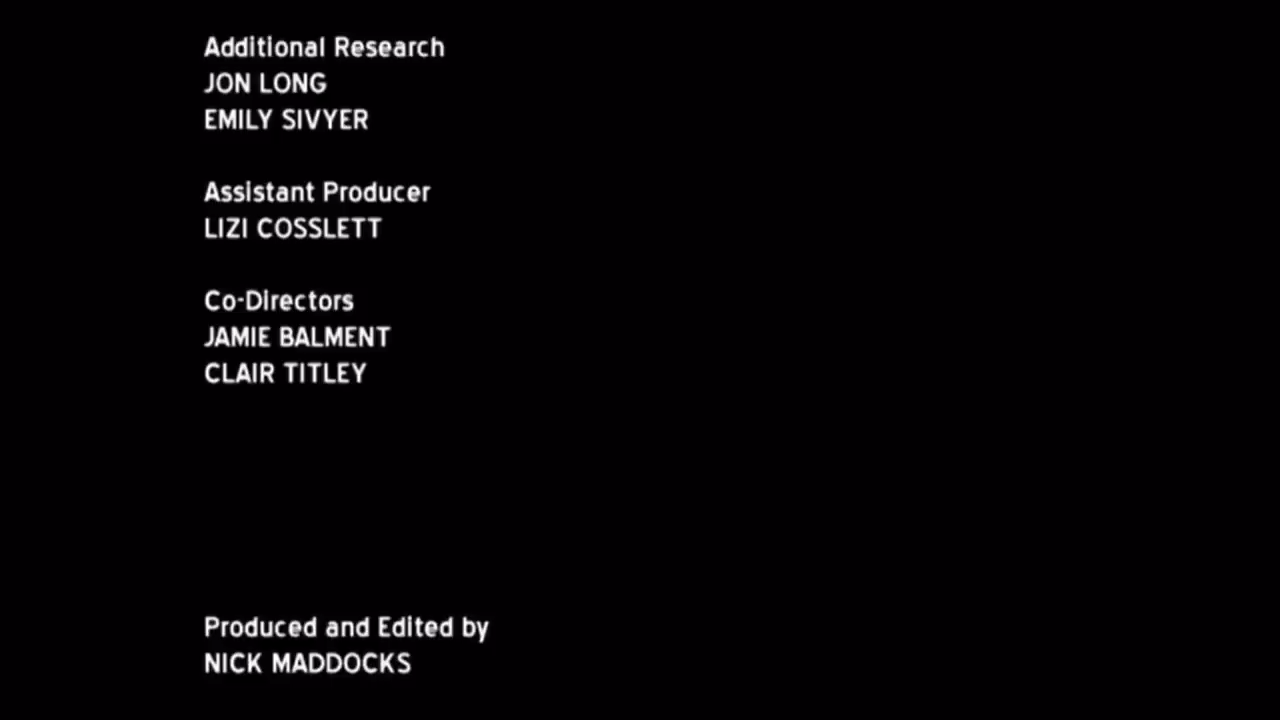 Additional Research
JON LONG
EMILY SIVYER
Assistant Producer
LIZI COSSLETT
Co-Directors
JAMIE BALMENT
CLAIR TITLEY
Produced and Edited by
NICK MADDOCKS